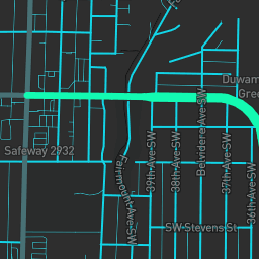 Duwam
Gree
Safeway 2932
Fairmount Ave SW
39th Ave SW
38th Ave SW
Belvidere Ave SW
37th Ave SW
36th Ave SW
SW Stevens St